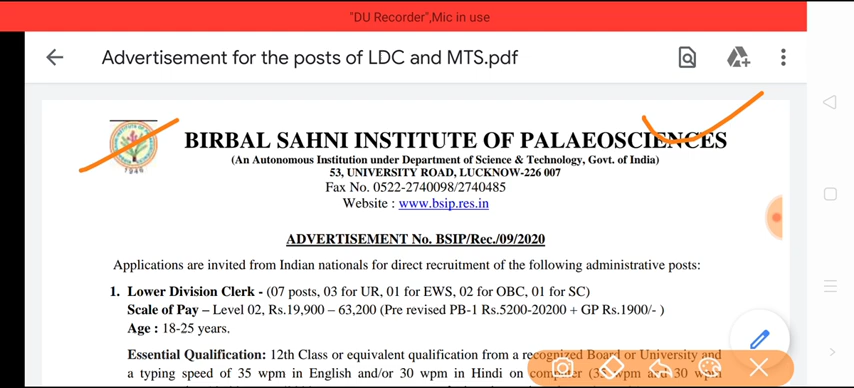 "DU Recorder",Mic in use
Advertisement for the posts of LDC and MTS.pdf
BIRBAL SAHNI INSTITUTE OF PALAEOSCIENCES
(An Autonomous Institution under Department of Science & Technology, Govt. of India)
53, UNIVERSITY ROAD, LUCKNOW-226 007
Fax No. 0522-2740098/2740485
Website : www.bsip.res.in
1946
ADVERTISEMENT No. BSIP/Rec./09/2020
Applications are invited from Indian nationals for direct recruitment of the following administrative posts:
1. Lower Division Clerk - (07 posts, 03 for UR, 01 for EWS, 02 for OBC, 01 for SC)
Scale of Pay – Level 02, Rs.19,900 – 63,200 (Pre revised PB-1 Rs.5200-20200 + GP Rs.1900/- )
Age : 18-25 years.
Essential Qualification: 12th Class or equivalent qualification from a recognized Board or University and
a typing speed of 35 wpm in English and/or 30 wpm in Hindi on computer (35 wpm and 30 wpm